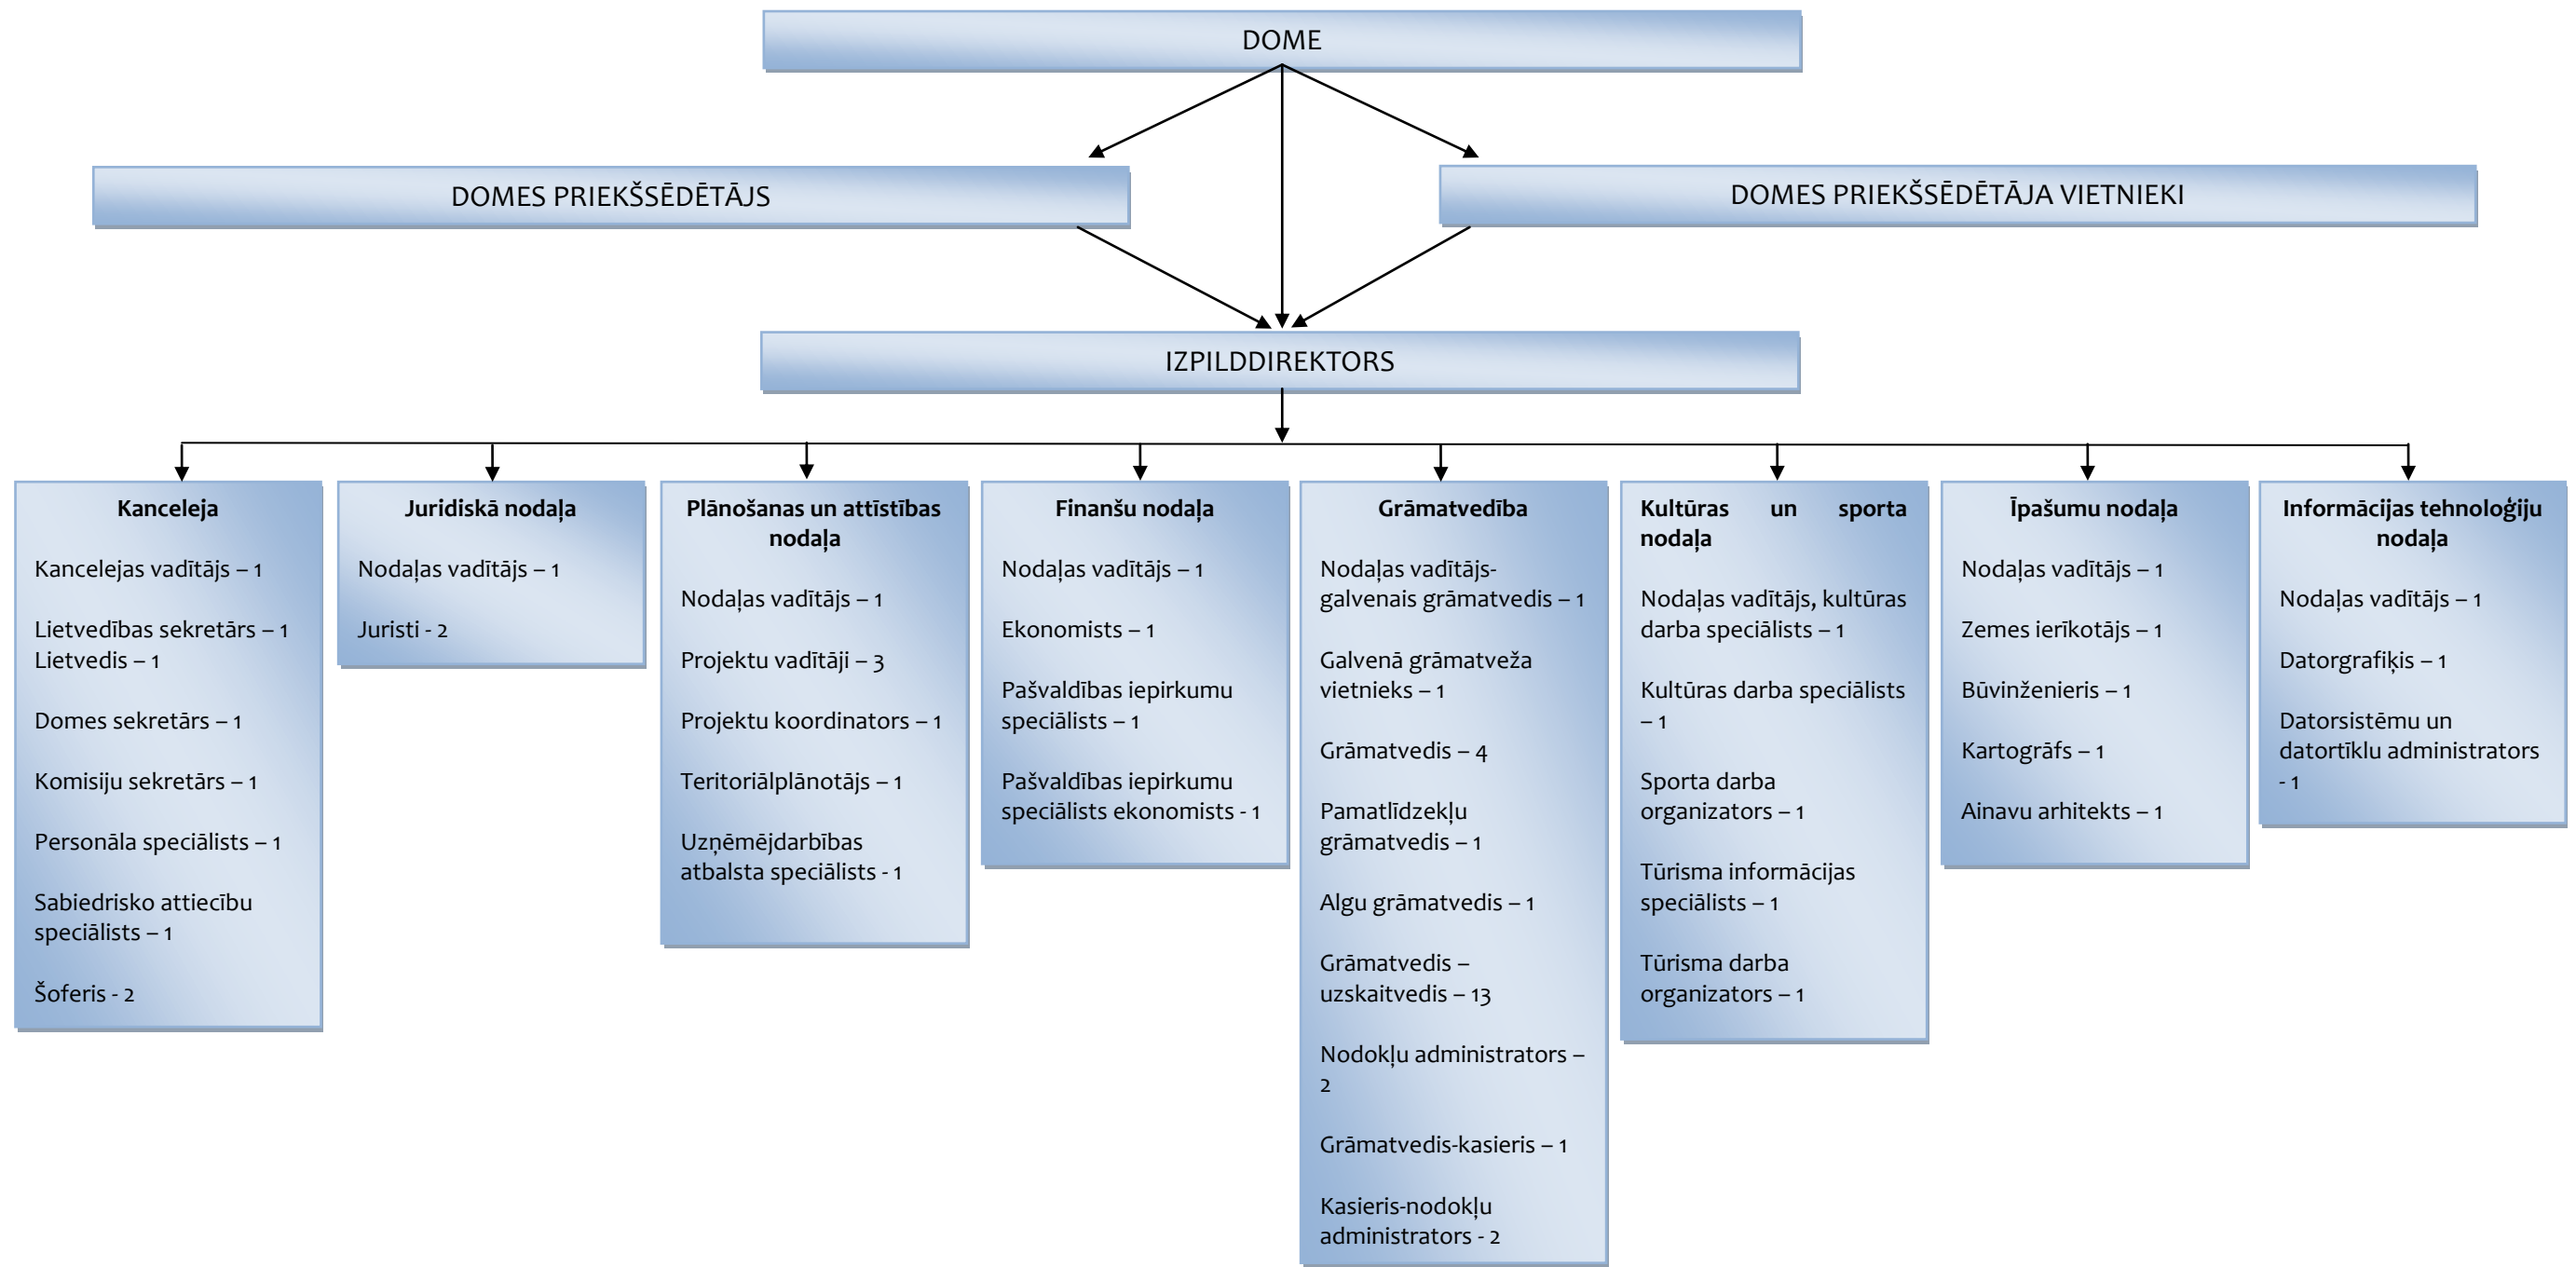 DOME
DOMES PRIEKŠSĒDĒTĀJS
DOMES PRIEKŠSĒDĒTĀJA VIETNIEKI
IZPILDDIREKTORS
Kanceleja
Kancelejas vadītājs – 1
Lietvedības sekretārs – 1
Lietvedis – 1
Domes sekretārs – 1
Komisiju sekretārs – 1
Personāla speciālists – 1
Sabiedrisko attiecību
speciālists – 1
Šoferis - 2
Juridiskā nodaļa
Nodaļas vadītājs – 1
Juristi - 2
Plānošanas un attīstības
nodaļa
Nodaļas vadītājs – 1
Projektu vadītāji – 3
Projektu koordinators – 1
Teritoriālplānotājs – 1
Uzņēmējdarbības
atbalsta speciālists - 1
Finanšu nodaļa
Nodaļas vadītājs – 1
Ekonomists – 1
Pašvaldības iepirkumu
speciālists – 1
Pašvaldības iepirkumu
speciālists ekonomists - 1
Grāmatvedība
Nodaļas vadītājs-
galvenais grāmatvedis – 1
Galvenā grāmatveža
vietnieks – 1
Grāmatvedis – 4
Pamatlīdzekļu
grāmatvedis – 1
Algu grāmatvedis – 1
Grāmatvedis –
uzskaitvedis – 13
Nodokļu administrators –
2
Grāmatvedis-kasieris – 1
Kasieris-nodokļu
administrators - 2
Kultūras un sporta
nodaļa
Nodaļas vadītājs, kultūras
darba speciālists – 1
Kultūras darba speciālists
– 1
Sporta darba
organizators – 1
Tūrisma informācijas
speciālists – 1
Tūrisma darba
organizators – 1
Īpašumu nodaļa
Nodaļas vadītājs – 1
Zemes ierīkotājs – 1
Būvinženieris – 1
Kartogrāfs – 1
Ainavu arhitekts – 1
Informācijas tehnoloģiju
nodaļa
Nodaļas vadītājs – 1
Datorgrafiķis – 1
Datorsistēmu un
datortīklu administrators
- 1